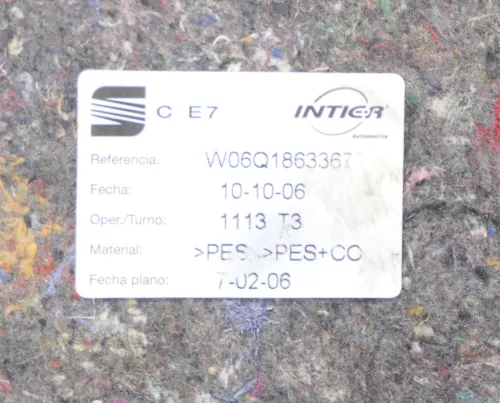 C E7 INTIER
Automotive
Referencia.
Fecha: 10-10-06
Oper./Turno: 1113 T3
Material: >PES< >PES+CO
Fecha plano: 7-02-06